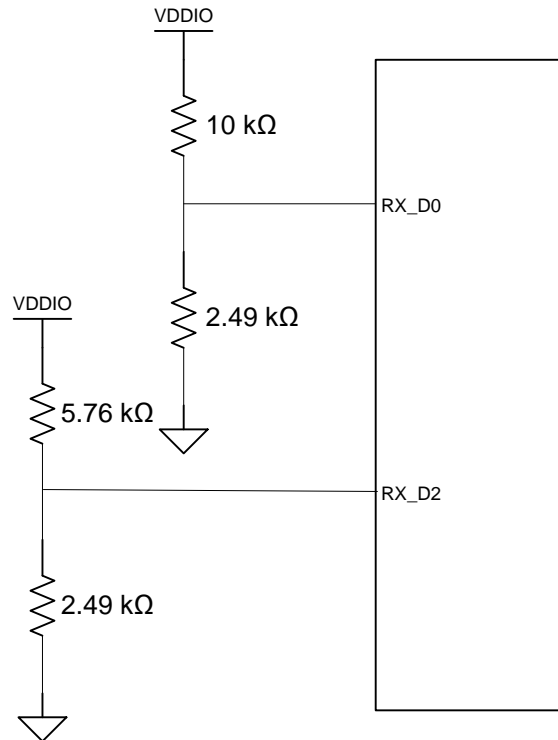 VDDIO
10 kΩ
RX_D0
2.49 kΩ
VDDIO
5.76 kΩ
RX_D2
2.49 kΩ